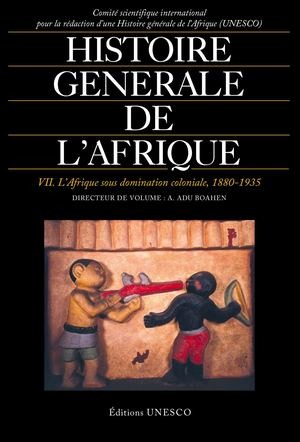 Comité scientifique international
pour la rédaction d'une Histoire générale de l'Afrique (UNESCO)
HISTOIRE
GENERALE
DE
L'AFRIQUE
VII. L'Afrique sous domination coloniale, 1880-1935
DIRECTEUR DE VOLUME : A. ADU BOAHEN
Éditions UNESCO